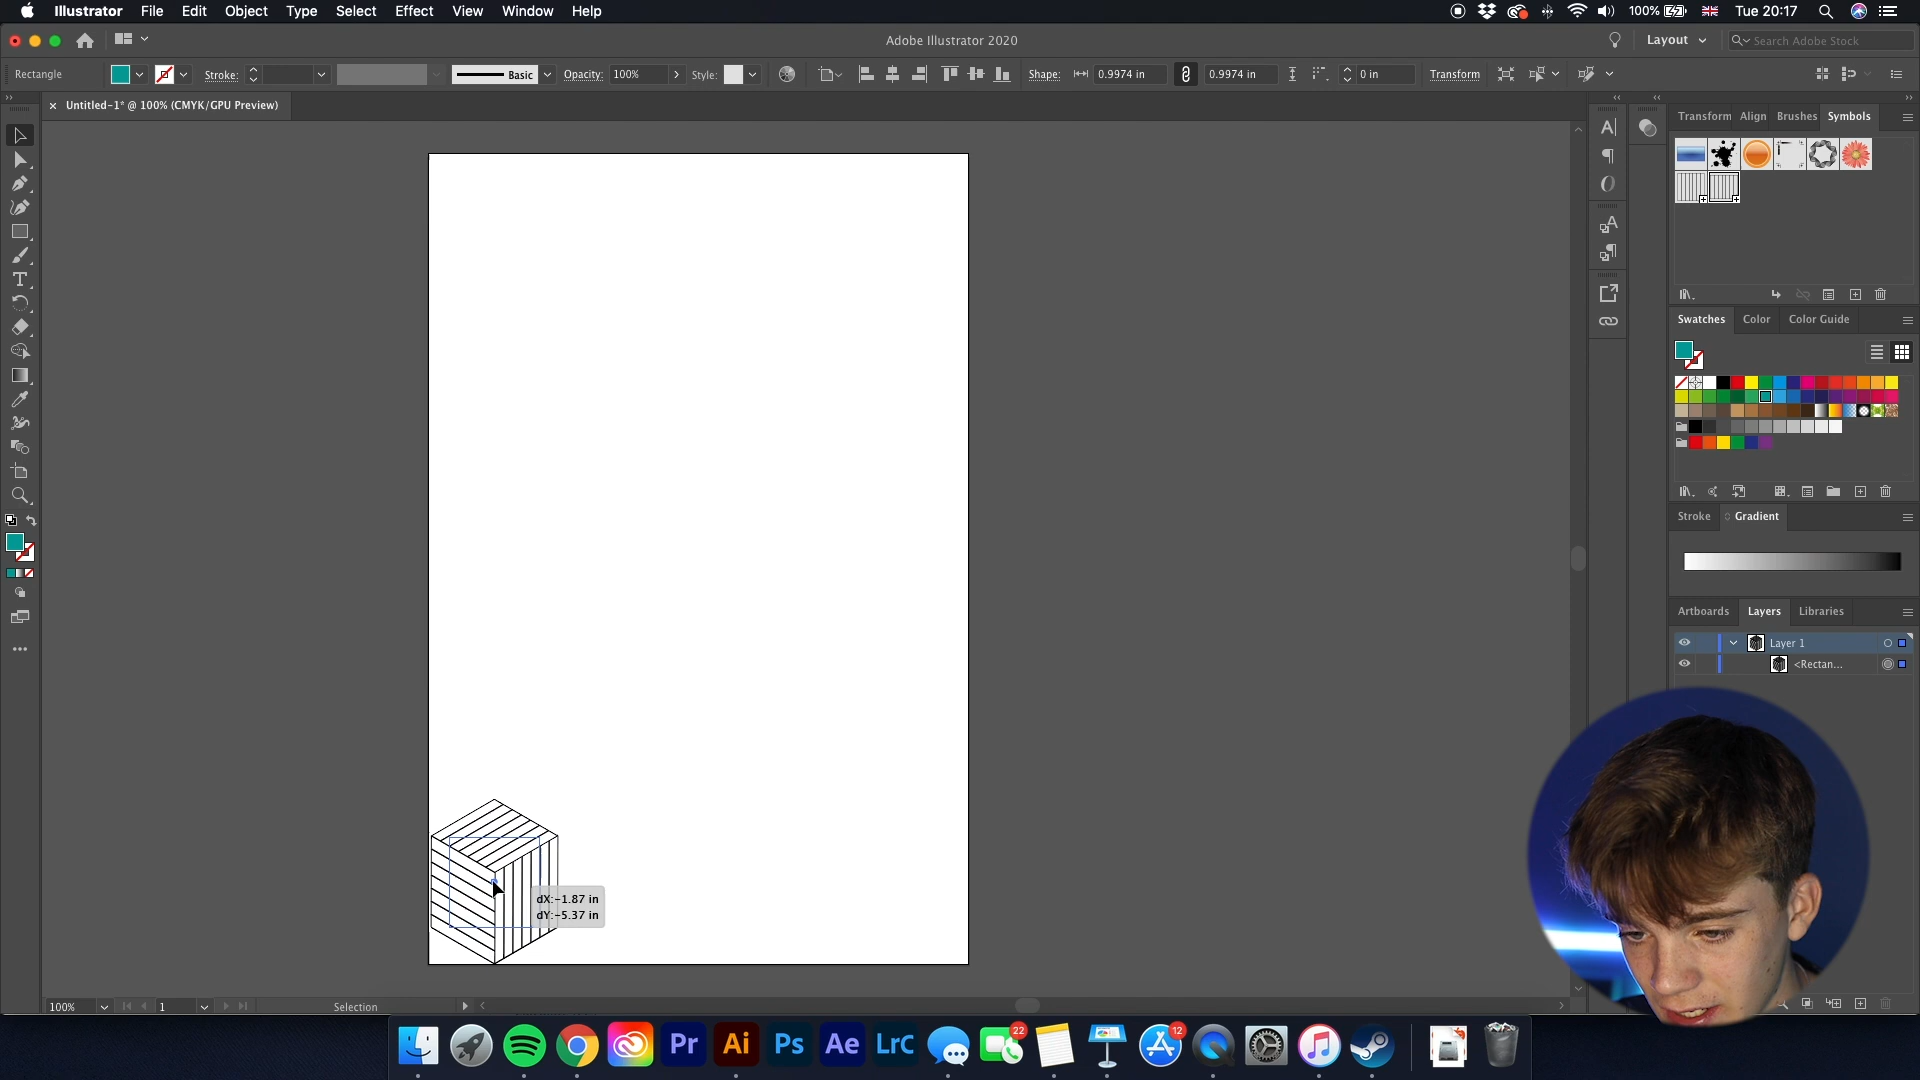 Illustrator File Edit Object Type Select Effect View Window Help
100% Tue 20:17
Adobe Illustrator 2020
Layout
Search Adobe Stock
Rectangle Stroke: Basic Opacity: 100% Style: Shape: 0.9974 in 0.9974 in 0 in Transform
Untitled-1* @ 100% (CMYK/GPU Preview)
Transform Align Brushes Symbols
Swatches Color Color Guide
Stroke Gradient
Artboards Layers Libraries
Layer 1
<Rectan...
dX:-1.87 in
dY:-5.37 in
100% 1 Selection
22
12
Pr Ai Ps Ae LrC